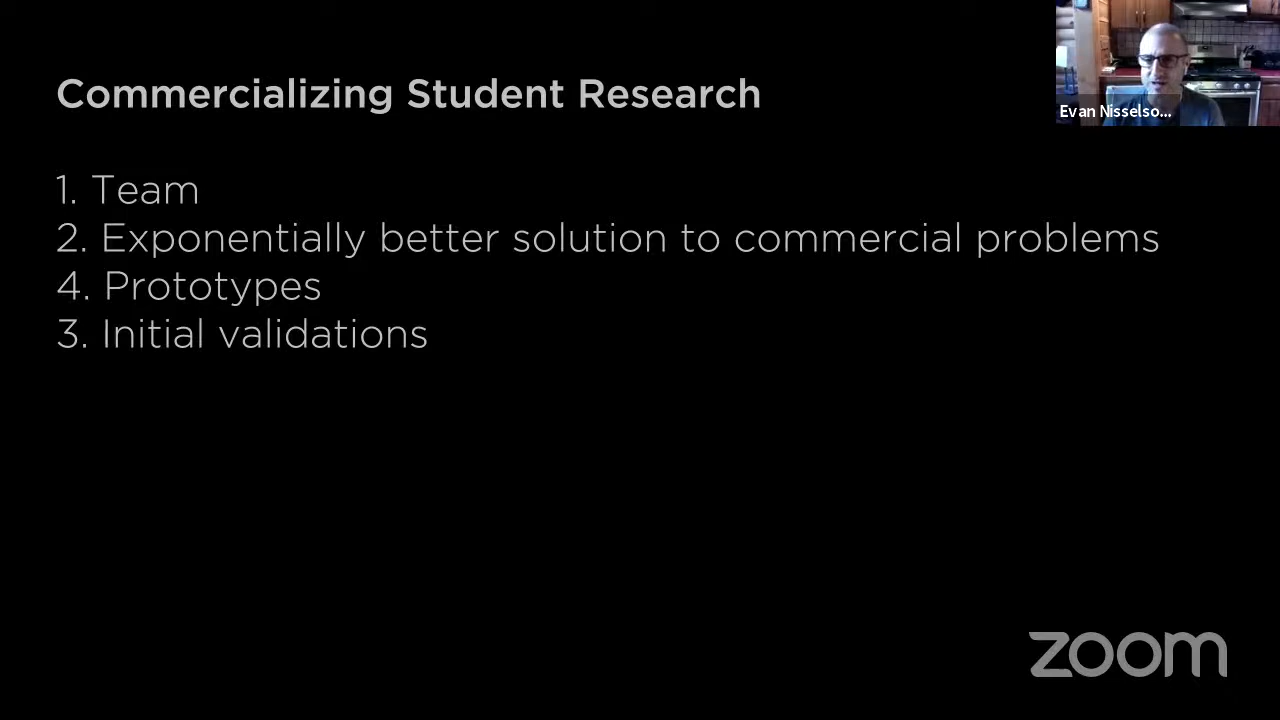 Commercializing Student Research
Evan Nisselso...
1. Team
2. Exponentially better solution to commercial problems
4. Prototypes
3. Initial validations
zoom